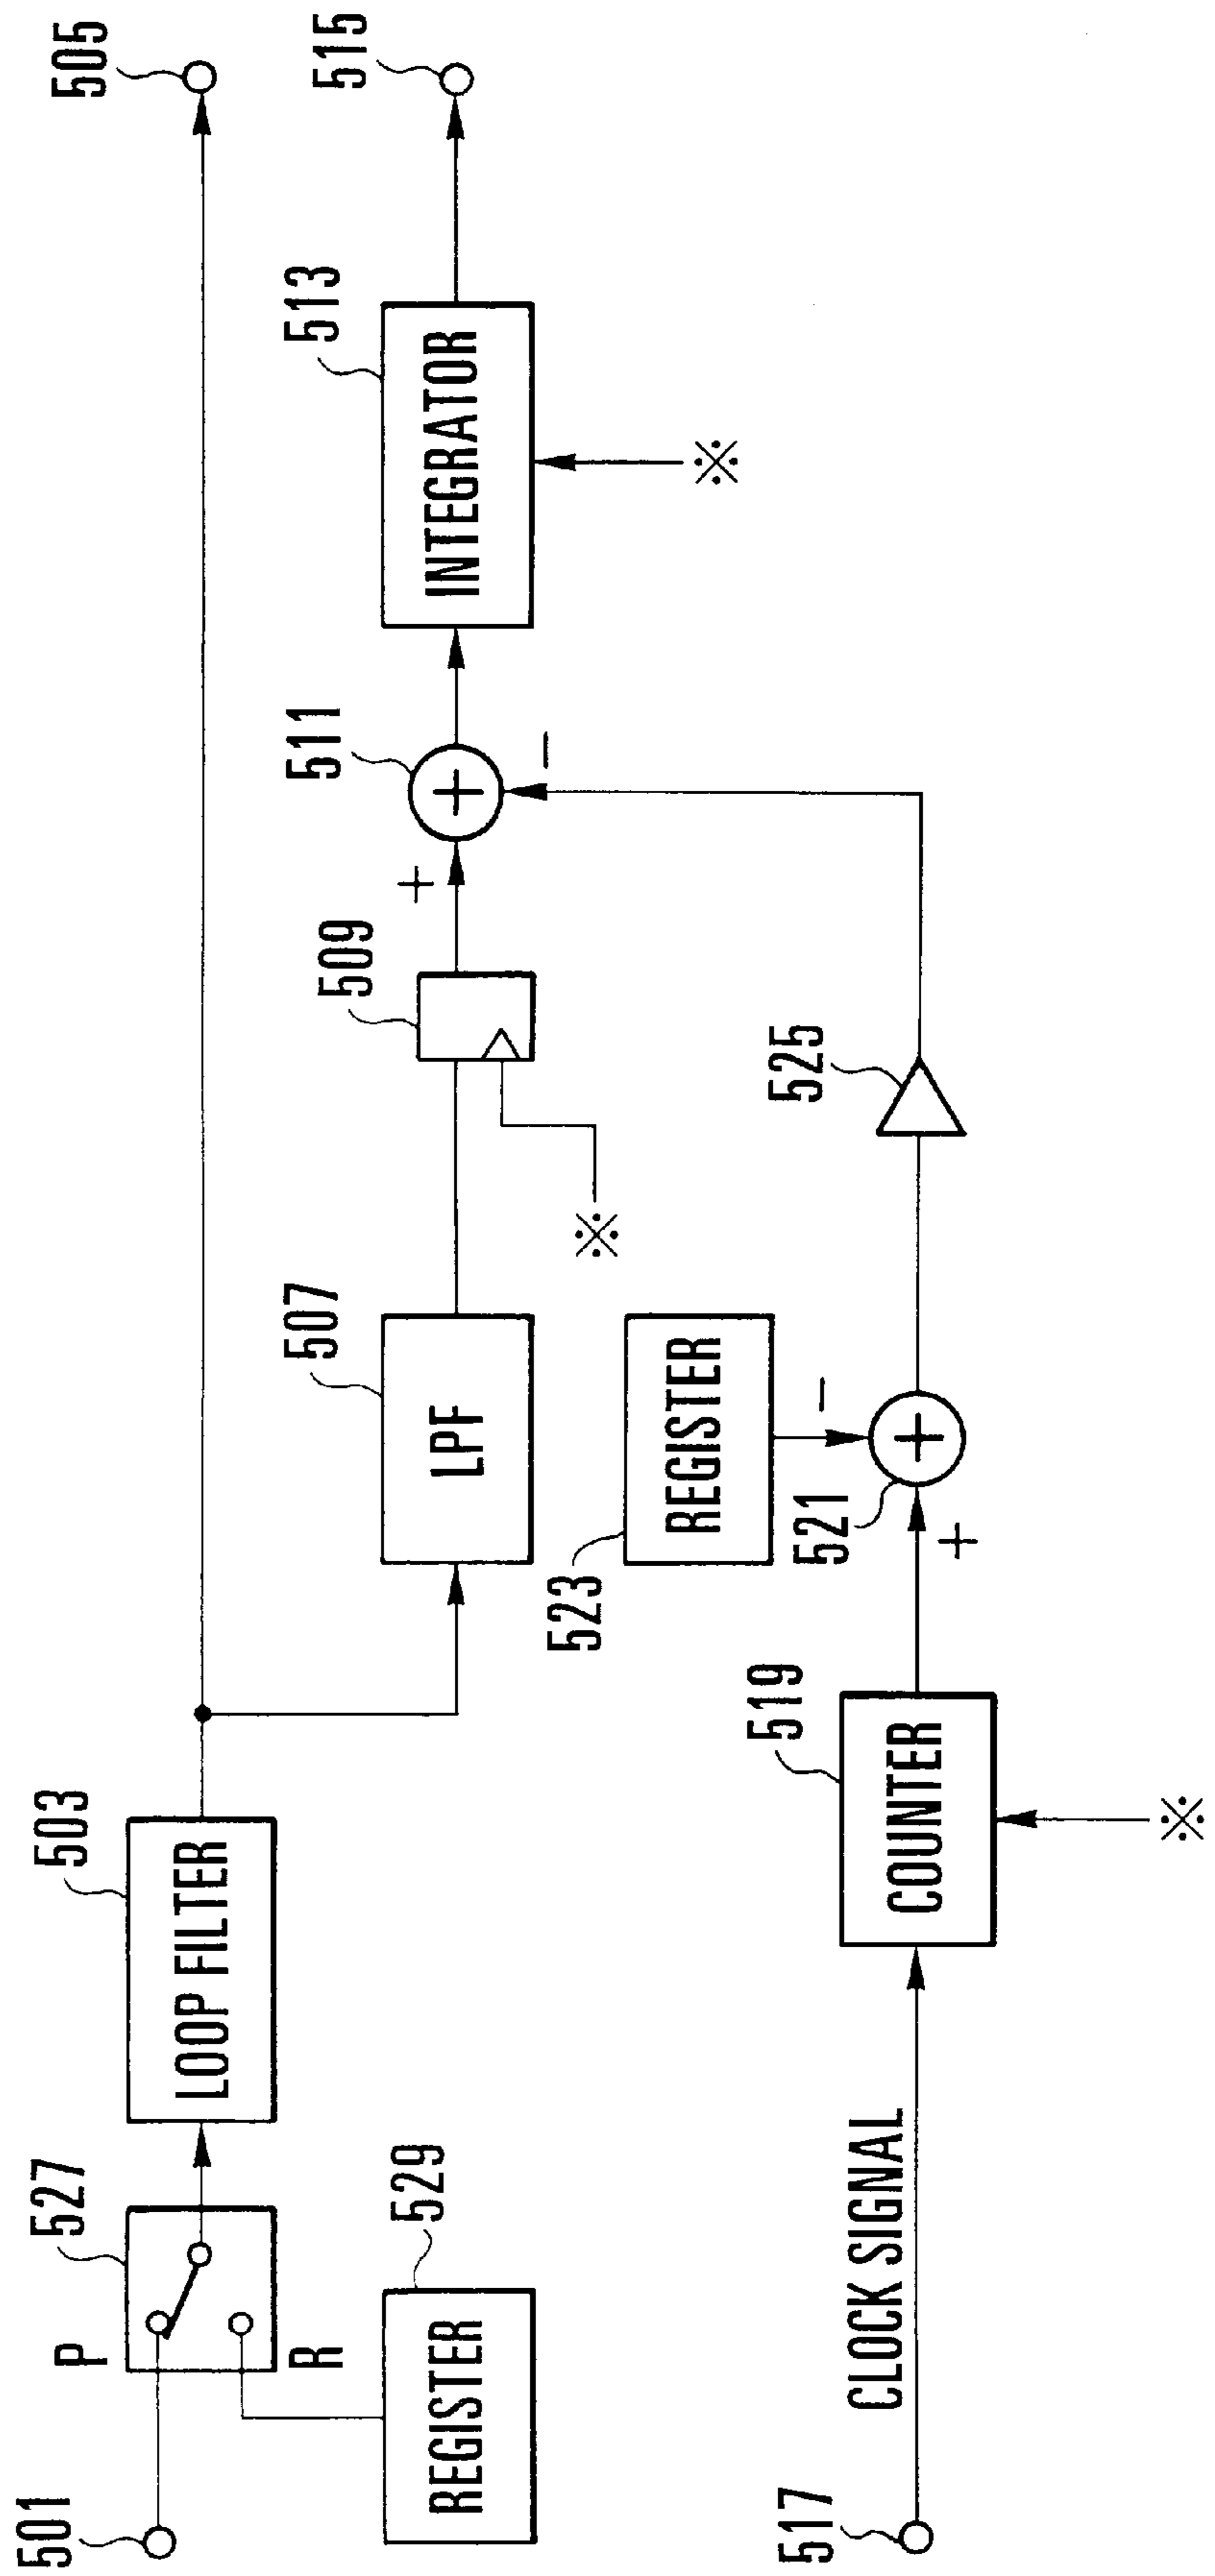 505
515
513
INTEGRATOR
※
511
+
−
+
509
※
525
507
LPF
REGISTER
523
−
+
521
+
503
LOOP FILTER
519
COUNTER
※
527
P
R
529
REGISTER
CLOCK SIGNAL
501
517